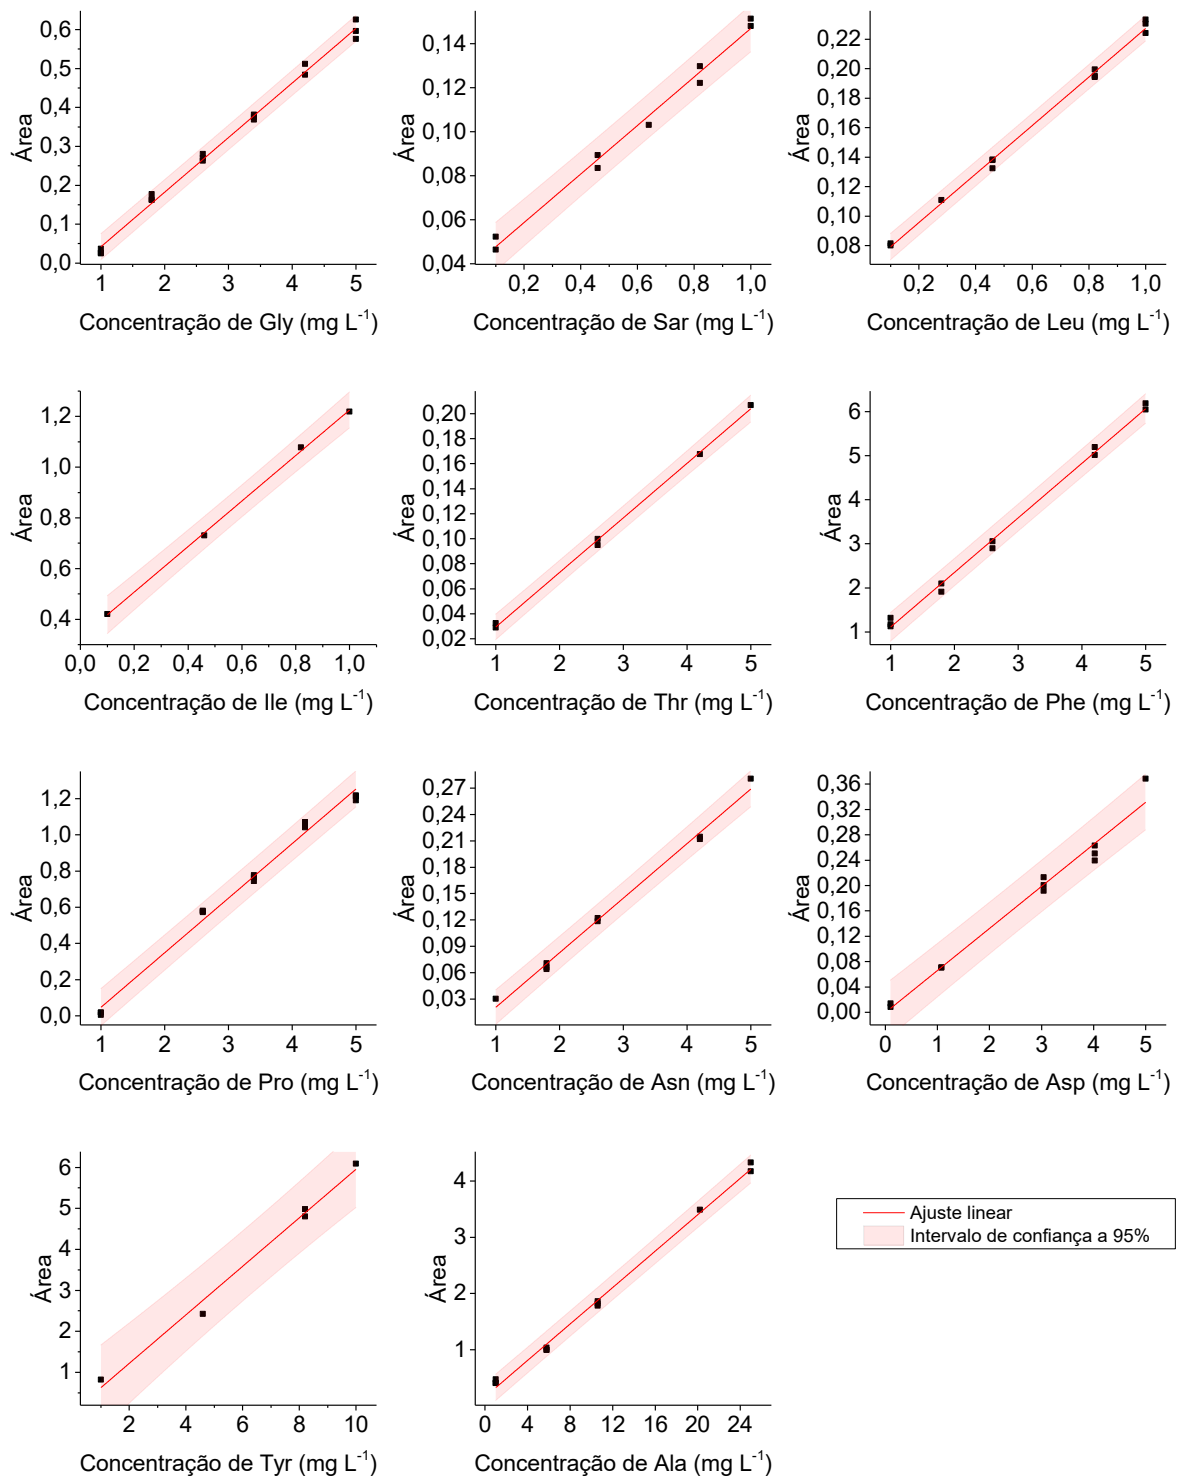 0,6
0,5
0,4
0,3
0,2
0,1
0,0
Área
1 2 3 4 5
Concentração de Gly (mg L⁻¹)
0,14
0,12
0,10
0,08
0,06
0,04
Área
0,2 0,4 0,6 0,8 1,0
Concentração de Sar (mg L⁻¹)
0,22
0,20
0,18
0,16
0,14
0,12
0,10
0,08
Área
0,2 0,4 0,6 0,8 1,0
Concentração de Leu (mg L⁻¹)
1,2
1,0
0,8
0,6
0,4
Área
0,0 0,2 0,4 0,6 0,8 1,0
Concentração de Ile (mg L⁻¹)
0,20
0,18
0,16
0,14
0,12
0,10
0,08
0,06
0,04
0,02
Área
1 2 3 4 5
Concentração de Thr (mg L⁻¹)
6
5
4
3
2
1
Área
1 2 3 4 5
Concentração de Phe (mg L⁻¹)
1,2
1,0
0,8
0,6
0,4
0,2
0,0
Área
1 2 3 4 5
Concentração de Pro (mg L⁻¹)
0,27
0,24
0,21
0,18
0,15
0,12
0,09
0,06
0,03
Área
1 2 3 4 5
Concentração de Asn (mg L⁻¹)
0,36
0,32
0,28
0,24
0,20
0,16
0,12
0,08
0,04
0,00
Área
0 1 2 3 4 5
Concentração de Asp (mg L⁻¹)
6
5
4
3
2
1
Área
2 4 6 8 10
Concentração de Tyr (mg L⁻¹)
4
3
2
1
Área
0 4 8 12 16 20 24
Concentração de Ala (mg L⁻¹)
Ajuste linear
Intervalo de confiança a 95%